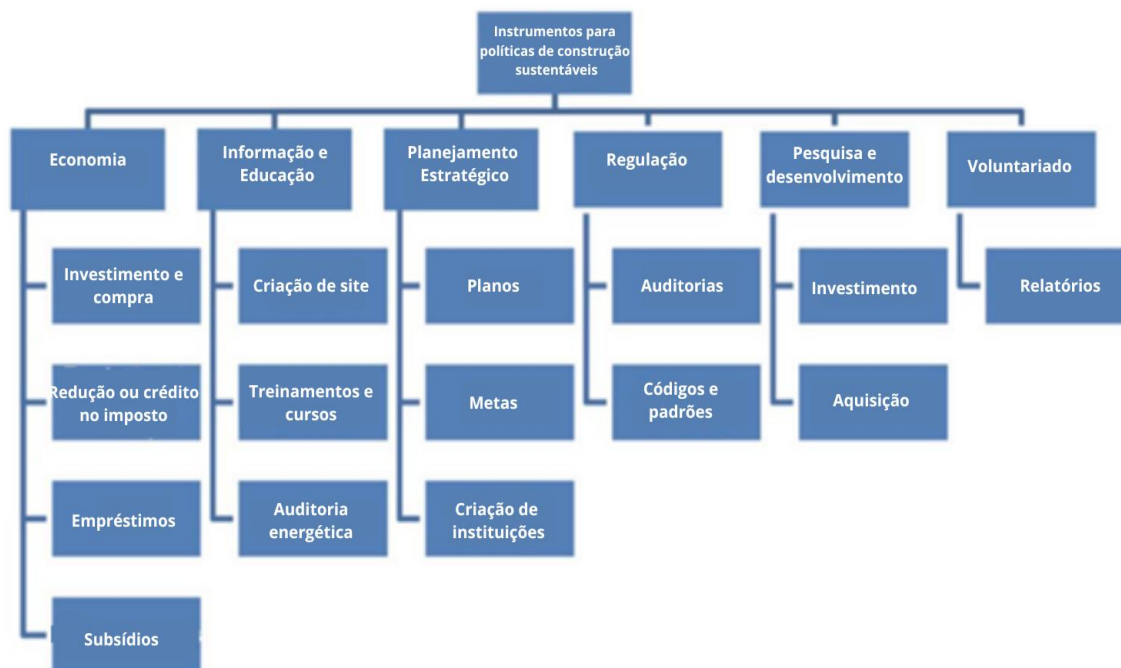 Instrumentos para
políticas de construção
sustentáveis
Economia
Informação e
Educação
Planejamento
Estratégico
Regulação
Pesquisa e
desenvolvimento
Voluntariado
Investimento e
compra
Criação de site
Planos
Auditorias
Investimento
Relatórios
Redução ou crédito
no imposto
Treinamentos e
cursos
Metas
Códigos e
padrões
Aquisição
Empréstimos
Auditoria
energética
Criação de
instituições
Subsídios